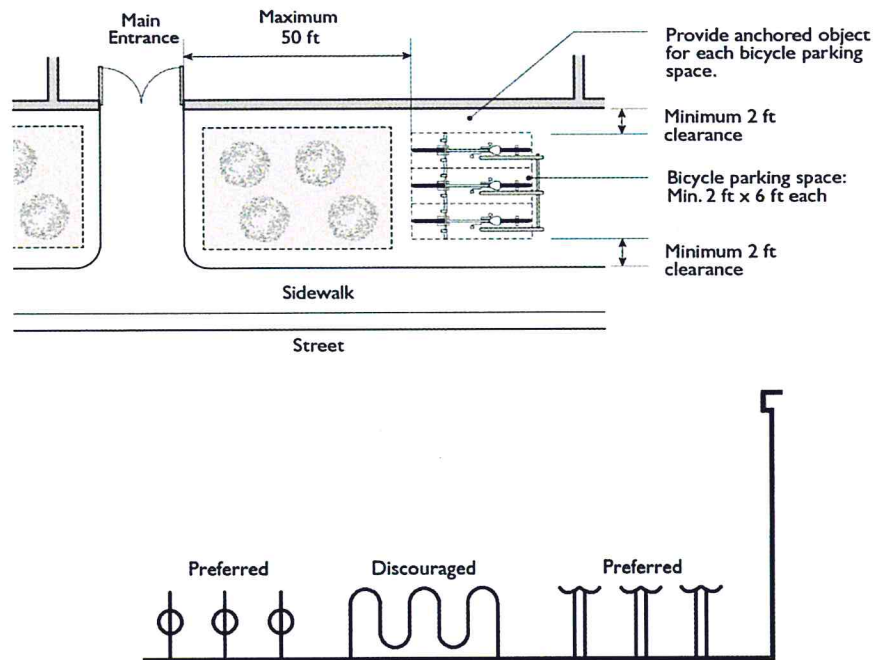 Main
Entrance
Maximum
50 ft
Provide anchored object
for each bicycle parking
space.
Minimum 2 ft
clearance
Bicycle parking space:
Min. 2 ft x 6 ft each
Minimum 2 ft
clearance
Sidewalk
Street
Preferred
Discouraged
Preferred